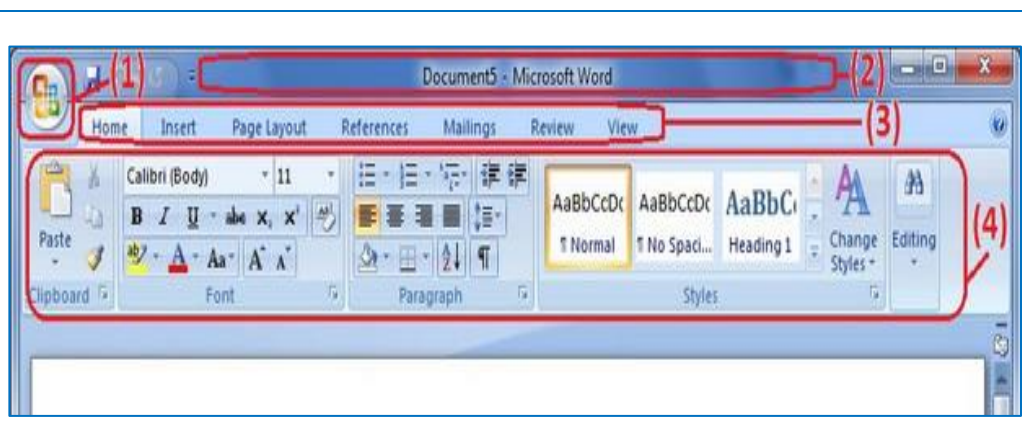 (1)
Document5 - Microsoft Word
(2)
Home Insert Page Layout References Mailings Review View
(3)
Calibri (Body) 11
B I U abc X, X' Aa A A
Paste
AaBbCcDc AaBbCcDc AaBbC
¶ Normal ¶ No Spaci... Heading 1
Change Styles
Editing
(4)
Clipboard Font Paragraph Styles